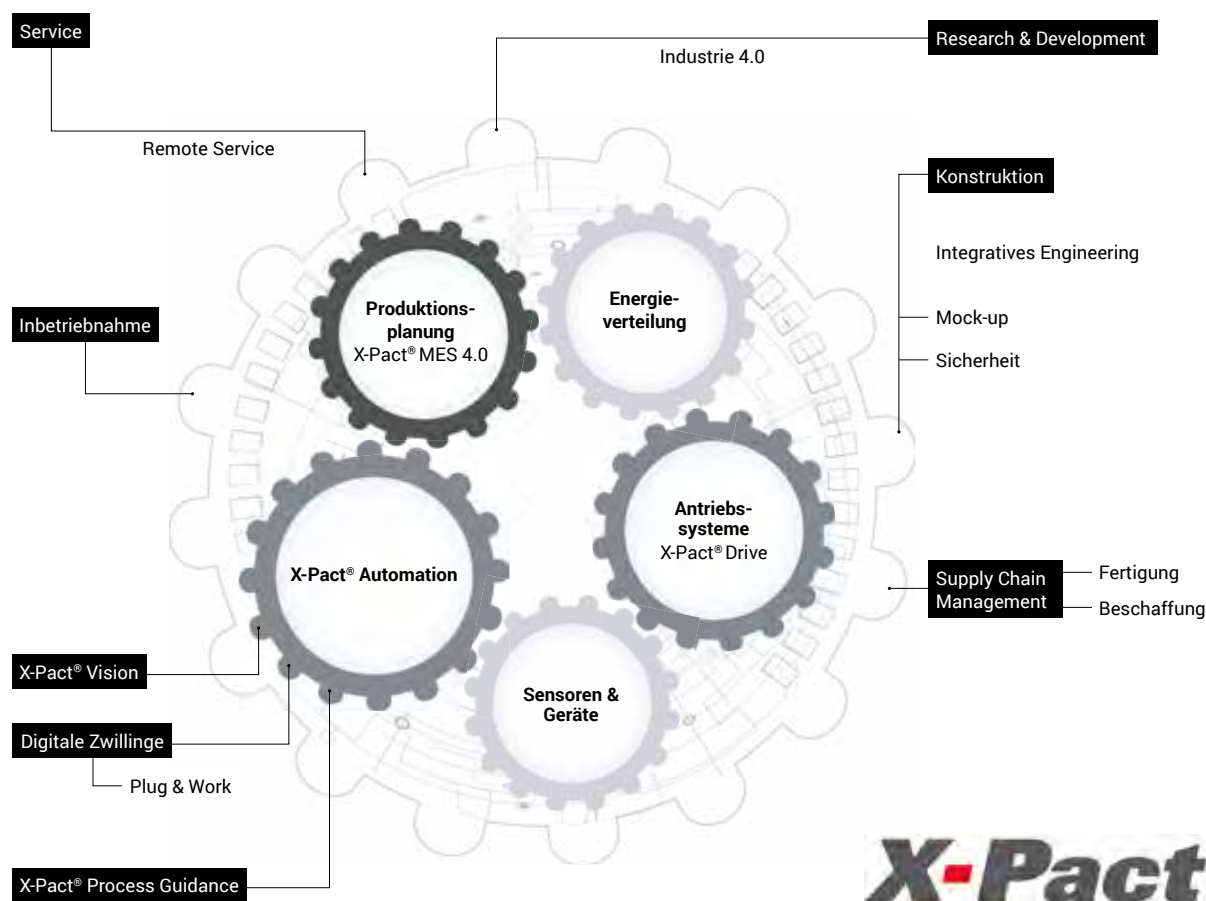 Service
Research & Development
Industrie 4.0
Remote Service
Konstruktion
Integratives Engineering
Mock-up
Sicherheit
Inbetriebnahme
Produktions-
planung
X-Pact® MES 4.0
Energie-
verteilung
Antriebs-
systeme
X-Pact® Drive
X-Pact® Automation
Supply Chain
Management
Fertigung
Beschaffung
Sensoren &
Geräte
X-Pact® Vision
Digitale Zwillinge
Plug & Work
X-Pact® Process Guidance
X-Pact